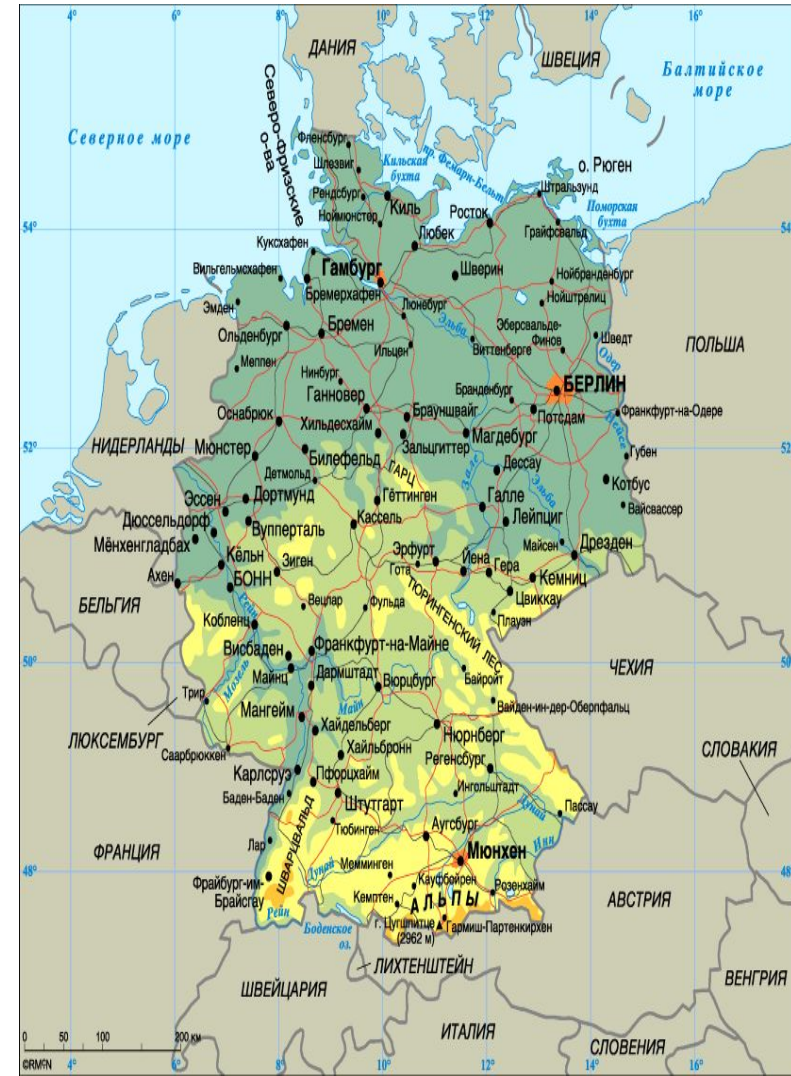 ДАНИЯ
ШВЕЦИЯ
Балтийское
море
Северное море
Северо-Фризские
о-ва
Фленсбург
Шлезвиг
Кильская
бухта
пр. Фемарн-Бельт
о. Рюген
Рендсбург
Киль
Штральзунд
Ноймюнстер
Росток
Поморская
бухта
54°
54°
Грайфсвальд
Любек
Куксхафен
Гамбург
Шверин
Вильгельмсхафен
Нойбранденбург
Бремерхафен
Нойштрелиц
Эмден
Люнебург
Эльба
Эберсвальде-
Финов
Шведт
Ольденбург
Бремен
Одер
ПОЛЬША
Ильцен
Виттенберге
Меппен
Нинбург
БЕРЛИН
Ганновер
Бранденбург
Оснабрюк
Брауншвайг
Потсдам
Франкфурт-на-Одере
Хильдесхайм
Магдебург
Нейсе
52°
52°
НИДЕРЛАНДЫ
Мюнстер
Зальцгиттер
Губен
Билефельд
ГАРЦ
Заале
Дессау
Детмольд
Эльба
Котбус
Эссен
Дортмунд
Гёттинген
Галле
Вайсвассер
Дюссельдорф
Вупперталь
Кассель
Лейпциг
Мёнхенгладбах
Майсен
Дрезден
Кёльн
Зиген
Эрфурт
Йена
Гера
Гота
Ахен
БОНН
Кемниц
БЕЛЬГИЯ
Рейн
Вецлар
Фульда
ТЮРИНГЕНСКИЙ ЛЕС
Цвиккау
Кобленц
Плауэн
50°
50°
Висбаден
Франкфурт-на-Майне
ЧЕХИЯ
Майнц
Мозель
Дармштадт
Вюрцбург
Байройт
Трир
Майн
Вайден-ин-дер-Оберпфальц
Мангейм
ЛЮКСЕМБУРГ
Хайдельберг
Нюрнберг
СЛОВАКИЯ
Саарбрюккен
Хайльбронн
Регенсбург
Карлсруэ
Пфорцхайм
Баден-Баден
Ингольштадт
Штутгарт
Дунай
Пассау
Тюбинген
Аугсбург
ШВАРЦВАЛЬД
Инн
Лар
Мюнхен
ФРАНЦИЯ
48°
48°
Дунай
Мемминген
Фрайбург-им-
Брайсгау
Кауфбойрен
Розенхайм
АВСТРИЯ
Кемптен
АЛЬПЫ
Рейн
Боденское
оз.
г. Цугшпитце
(2962 м)
Гармиш-Партенкирхен
ЛИХТЕНШТЕЙН
ШВЕЙЦАРИЯ
ВЕНГРИЯ
ИТАЛИЯ
СЛОВЕНИЯ
0 50 100 200 км
©RM©N
4° 6° 8° 10° 12° 14°